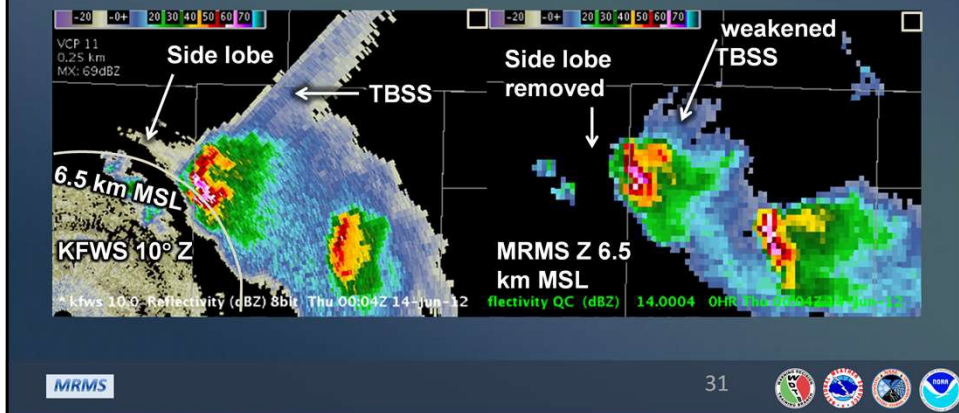 -20 -0+ 20 30 40 50 60 70
-20 -0+ 20 30 40 50 60 70
VCP 11
0.25 km
MX: 69dBZ
Side lobe
TBSS
6.5 km MSL
KFWS 10° Z
* kfws 10.0 Reflectivity (dBZ) 8bit Thu 00:04Z 14-Jun-12
weakened
TBSS
Side lobe
removed
MRMS Z 6.5
km MSL
flectivity QC (dBZ) 14.0004 0HR Thu 00:04Z
MRMS
31
NOAA